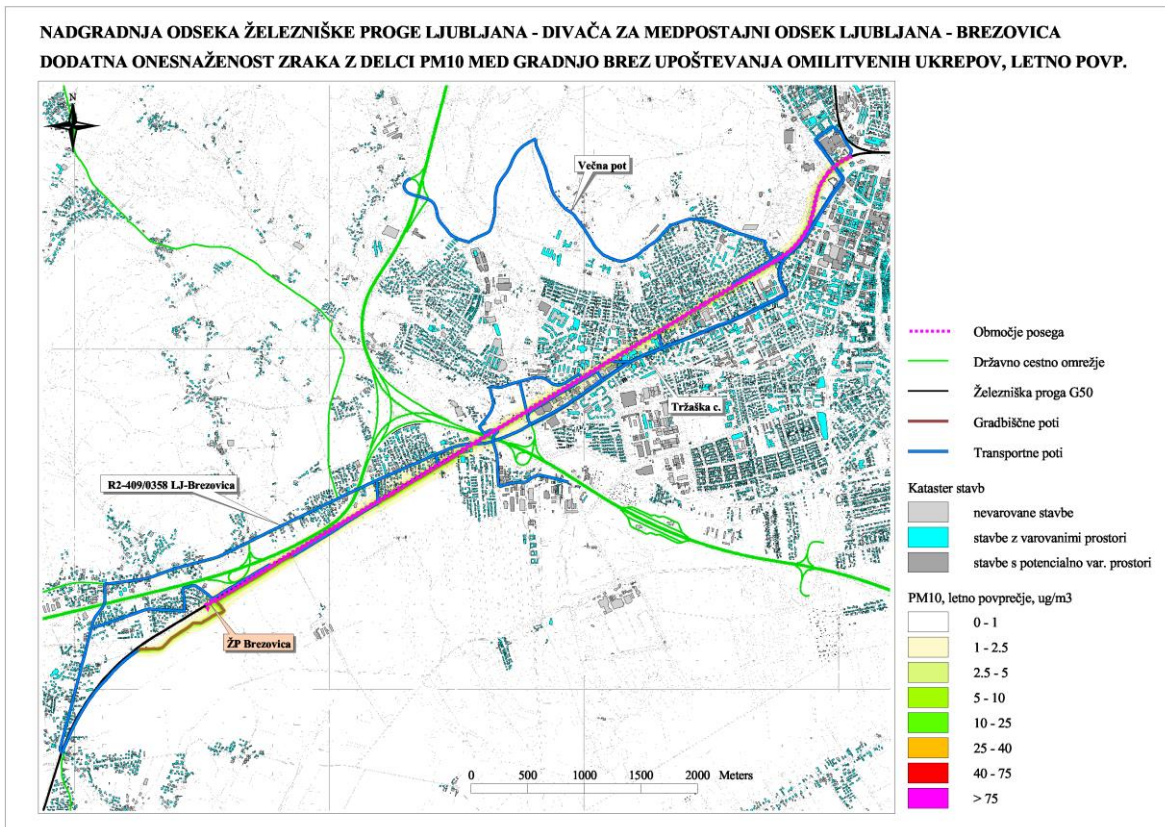 NADGRADNJA ODSEKA ŽELEZNIŠKE PROGE LJUBLJANA - DIVAČA ZA MEDPOSTAJNI ODSEK LJUBLJANA - BREZOVICA
DODATNA ONESNAŽENOST ZRAKA Z DELCI PM10 MED GRADNJO BREZ UPOŠTEVANJA OMILITVENIH UKREPOV, LETNO POVP.
N
Večna pot
Tržaška c.
R2-409/0358 LJ-Brezovica
ŽP Brezovica
0 500 1000 1500 2000 Meters
Območje posega
Državno cestno omrežje
Železniška proga G50
Gradbiščne poti
Transportne poti
Kataster stavb
nevarovane stavbe
stavbe z varovanimi prostori
stavbe s potencialno var. prostori
PM10, letno povprečje, ug/m3
0 - 1
1 - 2.5
2.5 - 5
5 - 10
10 - 25
25 - 40
40 - 75
> 75